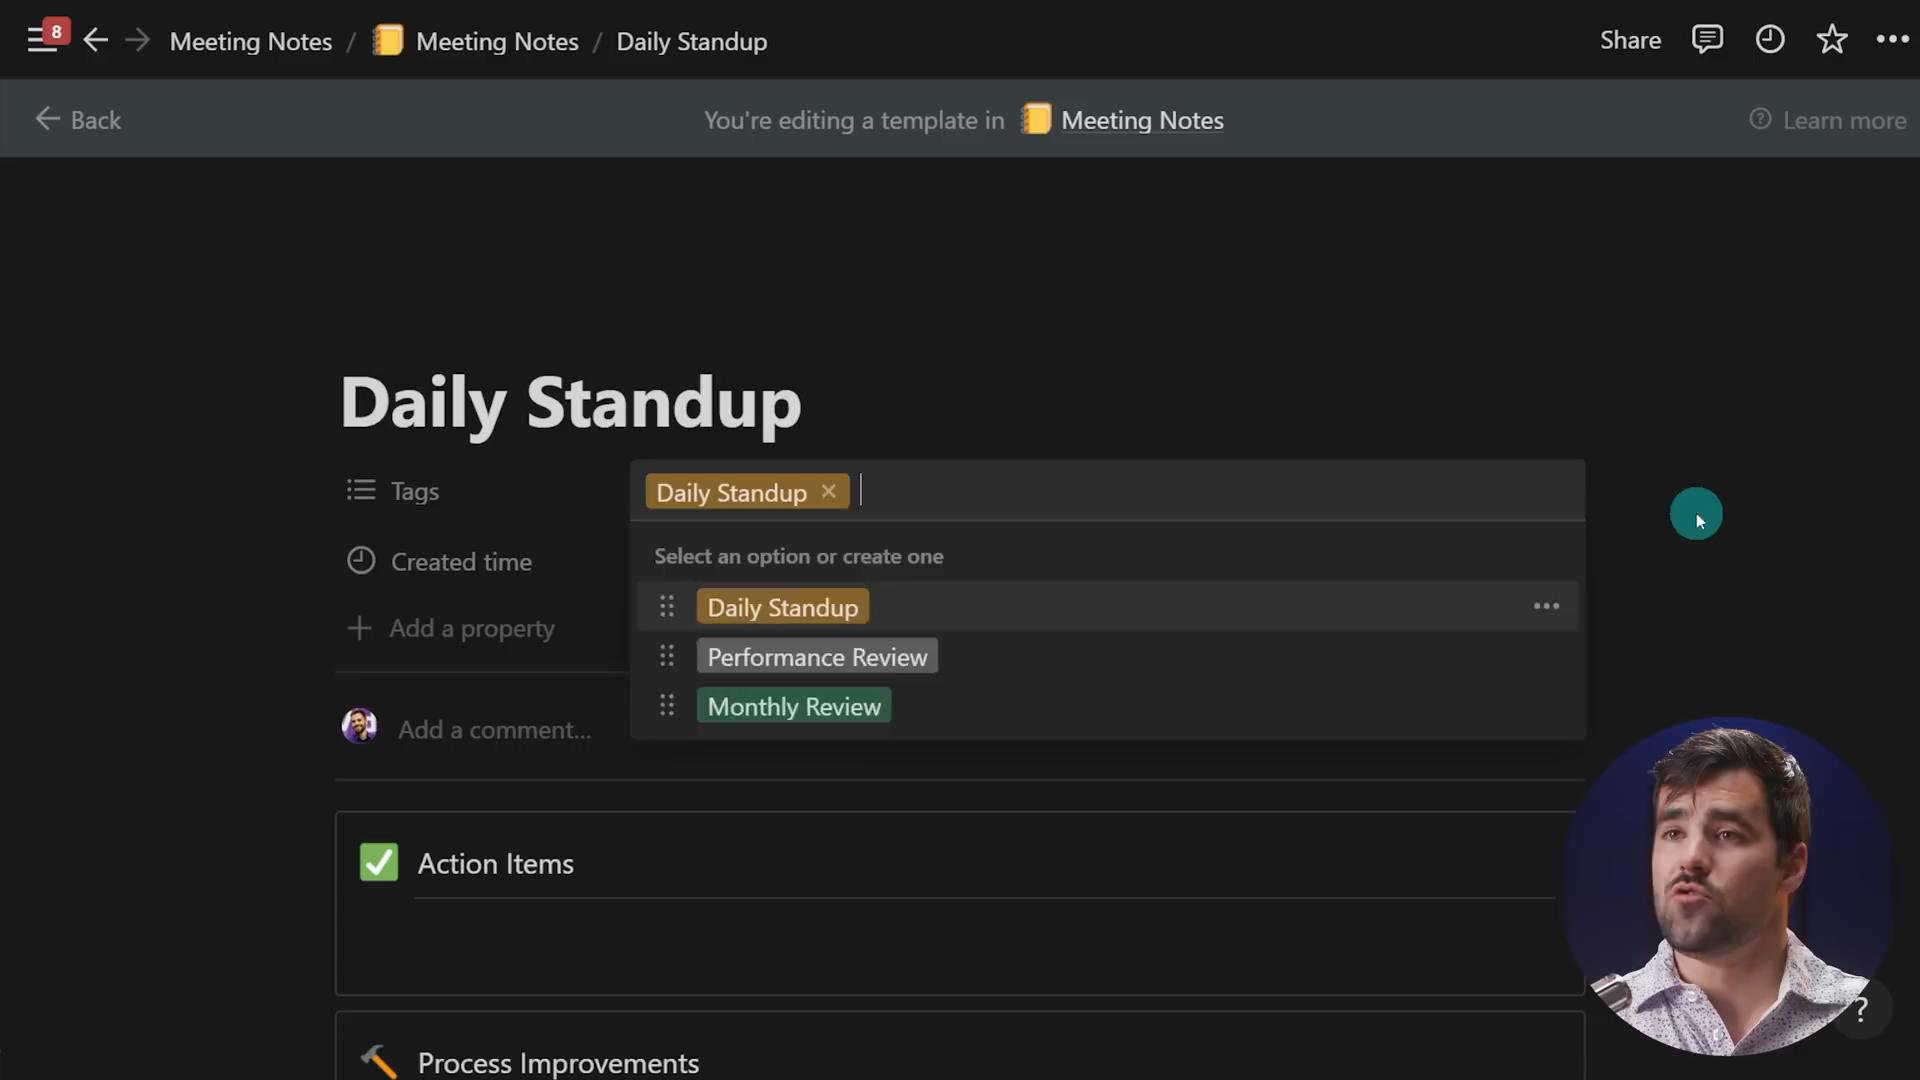 8
Meeting Notes / Meeting Notes / Daily Standup
Share
Back
You're editing a template in Meeting Notes
Learn more
Daily Standup
Tags
Daily Standup
Created time
Select an option or create one
Daily Standup
Add a property
Performance Review
Monthly Review
Add a comment...
Action Items
Process Improvements
?